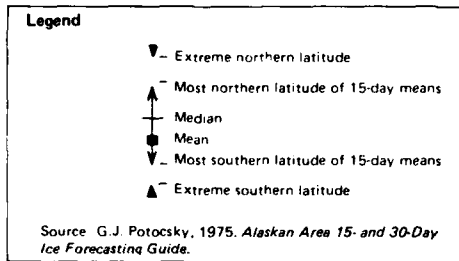 Legend
Extreme northern latitude
Most northern latitude of 15-day means
Median
Mean
Most southern latitude of 15-day means
Extreme southern latitude
Source G.J. Potocsky, 1975. Alaskan Area 15- and 30-Day
Ice Forecasting Guide.